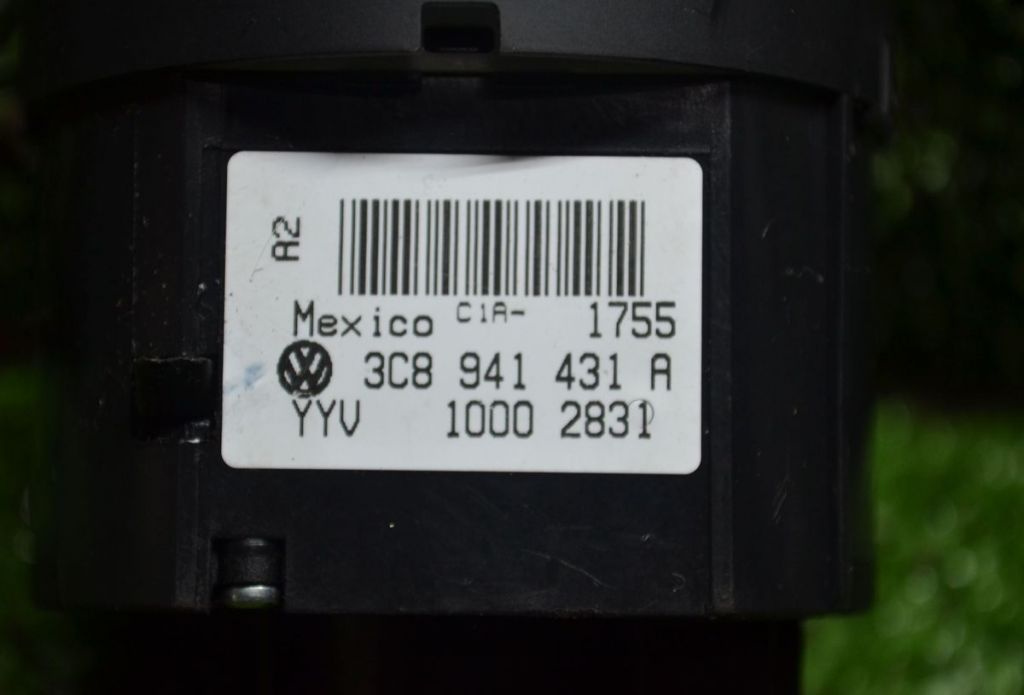 A2
Mexico C1A- 1755
3C8 941 431 A
YYV 1000 2831